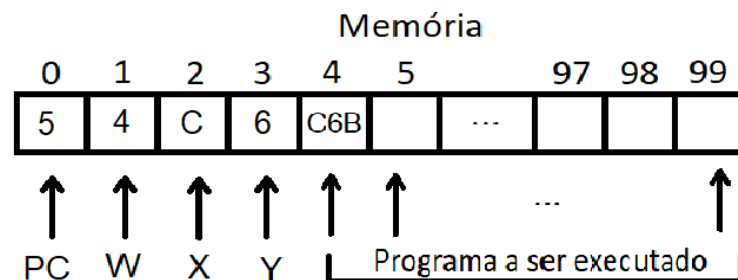 Memória
0 1 2 3 4 5 97 98 99
5 4 C 6 C6B ...
...
PC W X Y Programa a ser executado